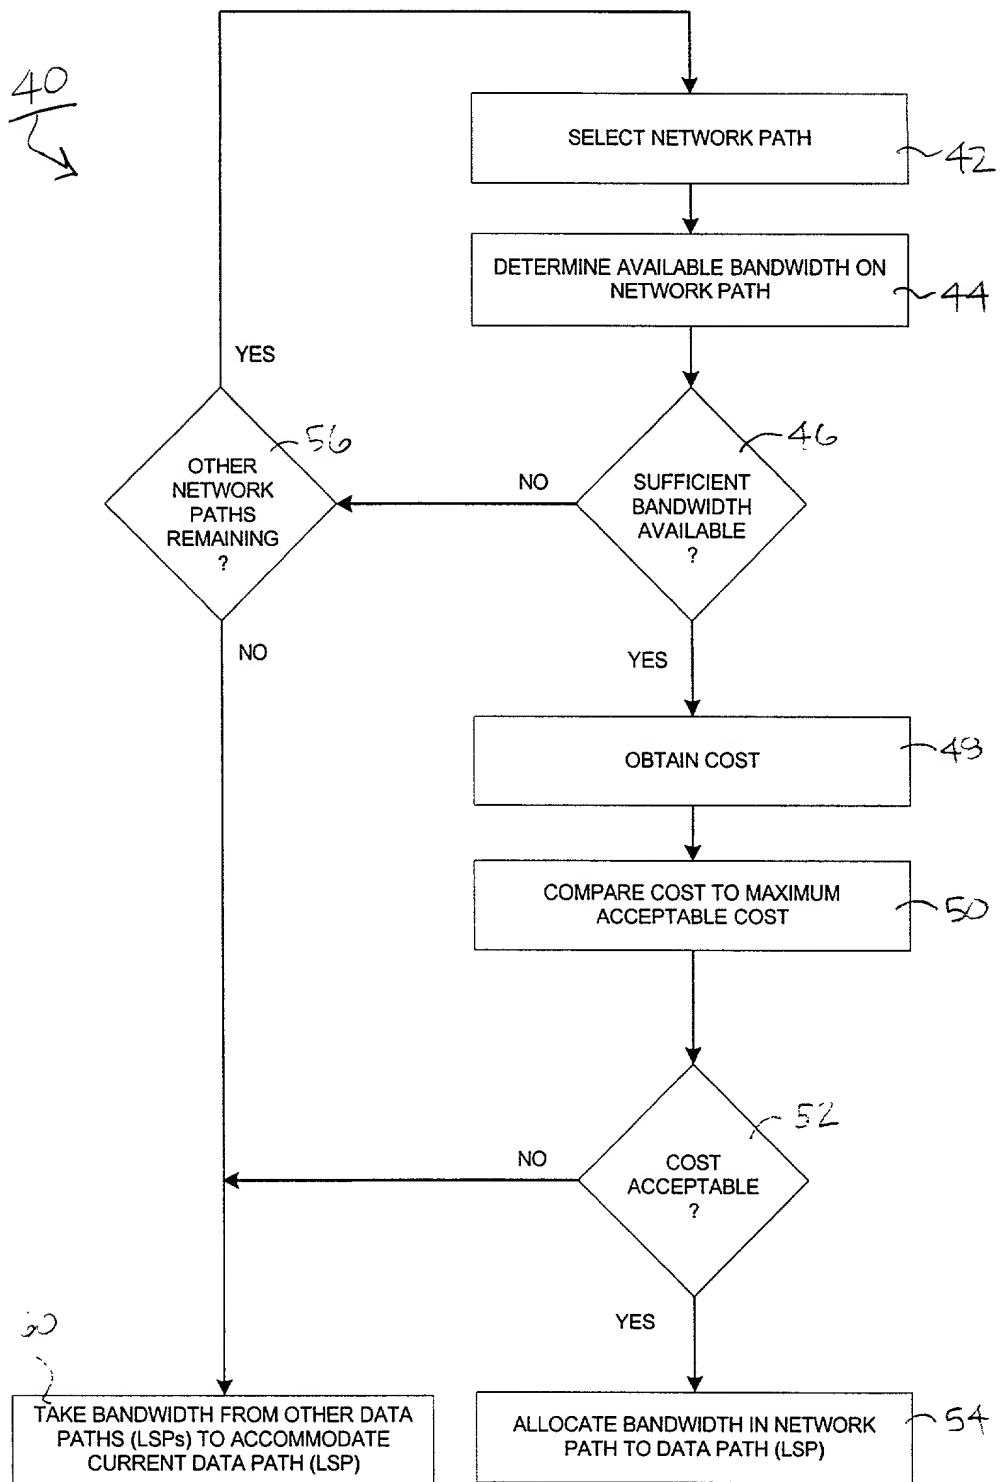 40
SELECT NETWORK PATH
42
DETERMINE AVAILABLE BANDWIDTH ON
NETWORK PATH
44
YES
56
OTHER
NETWORK
PATHS
REMAINING
?
NO
46
SUFFICIENT
BANDWIDTH
AVAILABLE
?
NO
YES
OBTAIN COST
COMPARE COST TO MAXIMUM
ACCEPTABLE COST
50
52
NO
COST
ACCEPTABLE
?
YES
TAKE BANDWIDTH FROM OTHER DATA
PATHS (LSPs) TO ACCOMMODATE
CURRENT DATA PATH (LSP)
ALLOCATE BANDWIDTH IN NETWORK
PATH TO DATA PATH (LSP)
54